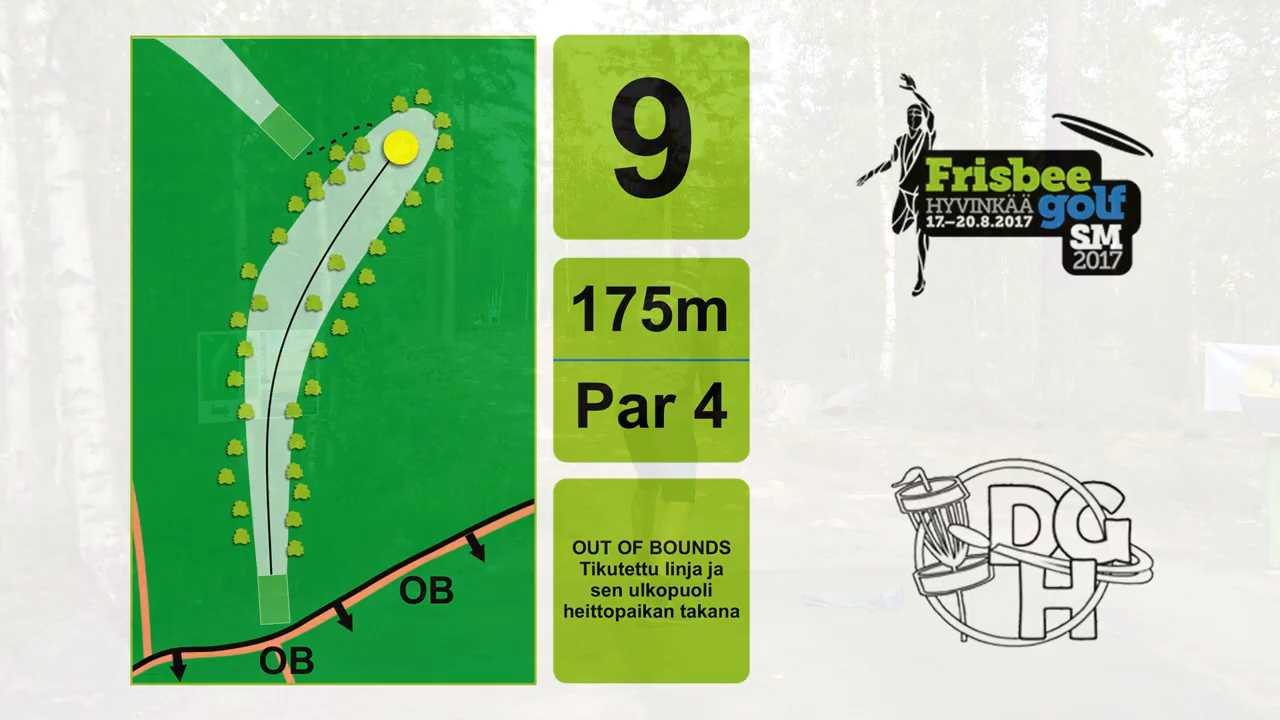 OB
OB
9
175m
Par 4
OUT OF BOUNDS
Tikutettu linja ja
sen ulkopuoli
heittopaikan takana
Frisbee
HYVINKÄÄ golf
17.–20.8.2017
SM
2017
DG
H